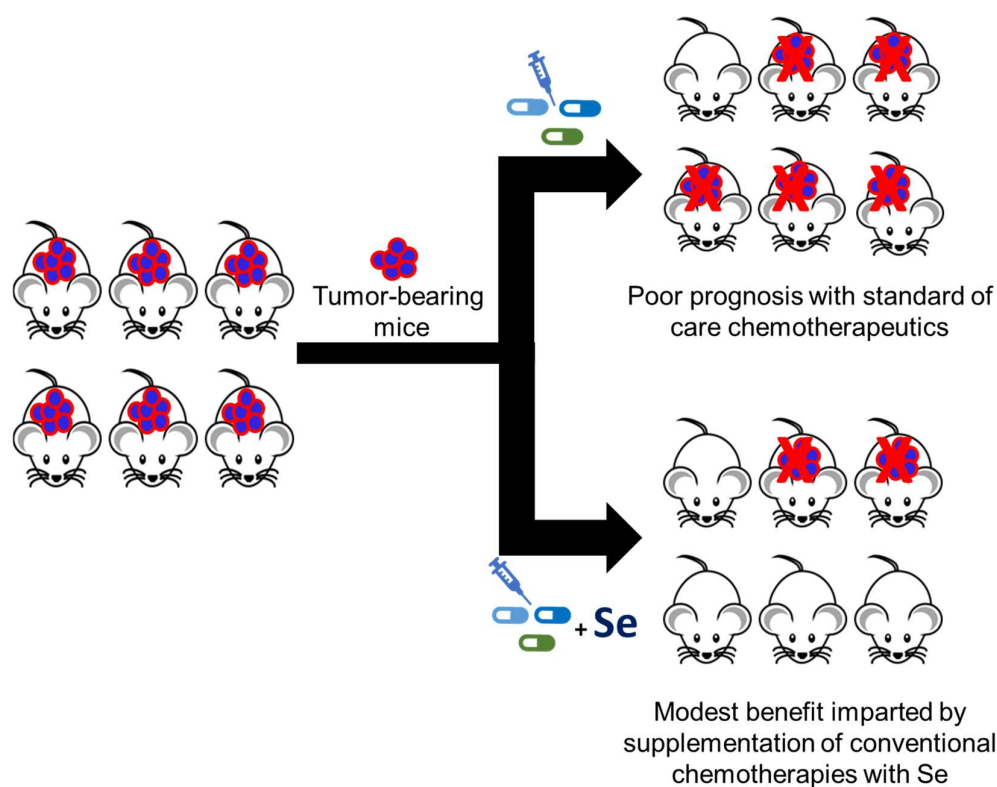 Tumor-bearing
mice
Poor prognosis with standard of
care chemotherapeutics
+ Se
Modest benefit imparted by
supplementation of conventional
chemotherapies with Se